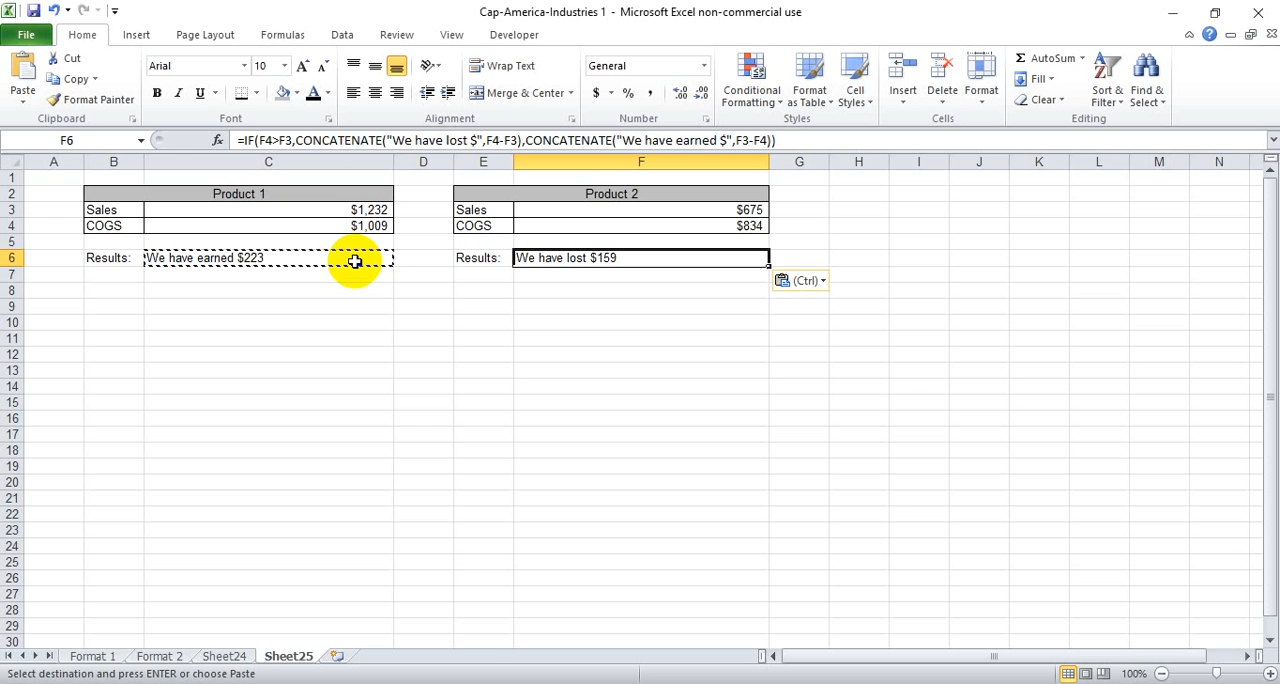 Cap-America-Industries 1 - Microsoft Excel non-commercial use
File Home Insert Page Layout Formulas Data Review View Developer
Paste
Cut
Copy
Format Painter
Clipboard
Arial 10
B I U
Font
Wrap Text
Merge & Center
Alignment
General
$ % ,
Number
Conditional Formatting
Format as Table
Cell Styles
Styles
Insert Delete Format
Cells
AutoSum
Fill
Clear
Sort & Filter
Find & Select
Editing
F6 fx =IF(F4>F3,CONCATENATE("We have lost $",F4-F3),CONCATENATE("We have earned $",F3-F4))
A B C D E F G H I J K L M N
1
2 Product 1 Product 2
3 Sales $1,232 Sales $675
4 COGS $1,009 COGS $834
5
6 Results: We have earned $223 Results: We have lost $159
7 (Ctrl)
8
9
10
11
12
13
14
15
16
17
18
19
20
21
22
23
24
25
26
27
28
29
30
Format 1 Format 2 Sheet24 Sheet25
Select destination and press ENTER or choose Paste 100%